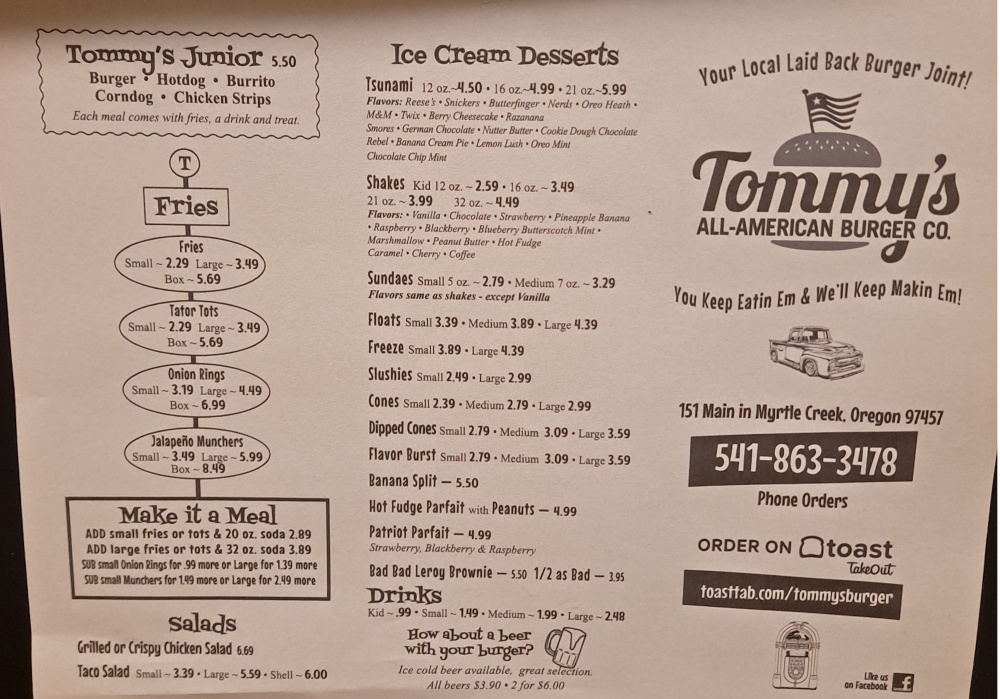 Tommy's Junior 5.50
Burger • Hotdog • Burrito
Corndog • Chicken Strips
Each meal comes with fries, a drink and treat.
T
Fries
Fries
Small ~ 2.29 Large ~ 3.49
Box ~ 5.69
Tator Tots
Small ~ 2.29 Large ~ 3.49
Box ~ 5.69
Onion Rings
Small ~ 3.19 Large ~ 4.49
Box ~ 6.99
Jalapeño Munchers
Small ~ 3.49 Large ~ 5.99
Box ~ 8.49
Make it a Meal
ADD small fries or tots & 20 oz. soda 2.89
ADD large fries or tots & 32 oz. soda 3.89
SUB small Onion Rings for .99 more or Large for 1.39 more
SUB small Munchers for 1.49 more or Large for 2.49 more
Salads
Grilled or Crispy Chicken Salad 6.69
Taco Salad Small ~ 3.39 • Large ~ 5.59 • Shell ~ 6.00
Ice Cream Desserts
Tsunami 12 oz.~4.50 • 16 oz.~4.99 • 21 oz.~5.99
Flavors: Reese's • Snickers • Butterfinger • Nerds • Oreo Heath •
M&M • Twix • Berry Cheesecake • Razanana
Smores • German Chocolate • Nutter Butter • Cookie Dough Chocolate
Rebel • Banana Cream Pie • Lemon Lush • Oreo Mint
Chocolate Chip Mint
Shakes Kid 12 oz. ~ 2.59 • 16 oz. ~ 3.49
21 oz. ~ 3.99 32 oz. ~ 4.49
Flavors: • Vanilla • Chocolate • Strawberry • Pineapple Banana
• Raspberry • Blackberry • Blueberry Butterscotch Mint •
Marshmallow • Peanut Butter • Hot Fudge
Caramel • Cherry • Coffee
Sundaes Small 5 oz. ~ 2.79 • Medium 7 oz. ~ 3.29
Flavors same as shakes - except Vanilla
Floats Small 3.39 • Medium 3.89 • Large 4.39
Freeze Small 3.89 • Large 4.39
Slushies Small 2.49 • Large 2.99
Cones Small 2.39 • Medium 2.79 • Large 2.99
Dipped Cones Small 2.79 • Medium 3.09 • Large 3.59
Flavor Burst Small 2.79 • Medium 3.09 • Large 3.59
Banana Split — 5.50
Hot Fudge Parfait with Peanuts — 4.99
Patriot Parfait — 4.99
Strawberry, Blackberry & Raspberry
Bad Bad Leroy Brownie — 5.50 1/2 as Bad — 3.95
Drinks
Kid ~ .99 • Small ~ 1.49 • Medium ~ 1.99 • Large ~ 2.48
How about a beer
with your burger?
Ice cold beer available, great selection.
All beers $3.90 • 2 for $6.00
Your Local Laid Back Burger Joint!
Tommy's
ALL-AMERICAN BURGER CO.
You Keep Eatin Em & We'll Keep Makin Em!
151 Main in Myrtle Creek, Oregon 97457
541-863-3478
Phone Orders
ORDER ON toast
TakeOut
toasttab.com/tommysburger
Like us
on Facebook f